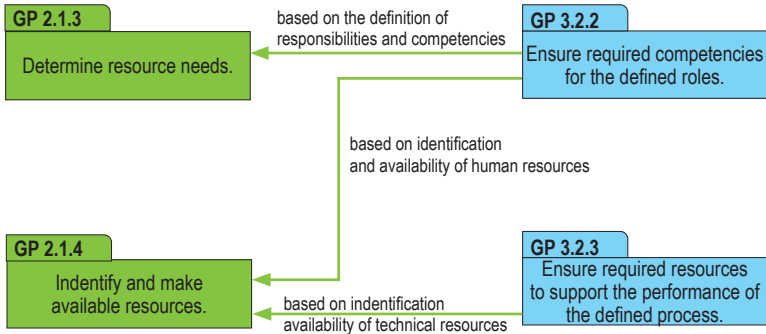 GP 2.1.3
Determine resource needs.
based on the definition of
responsibilities and competencies
GP 3.2.2
Ensure required competencies
for the defined roles.
based on identification
and availability of human resources
GP 2.1.4
Indentify and make
available resources.
based on indentification
availability of technical resources
GP 3.2.3
Ensure required resources
to support the performance of
the defined process.